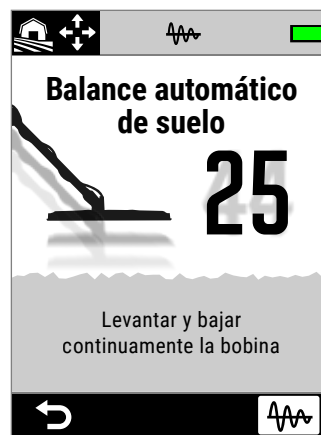 Balance automático
de suelo
25
Levantar y bajar
continuamente la bobina